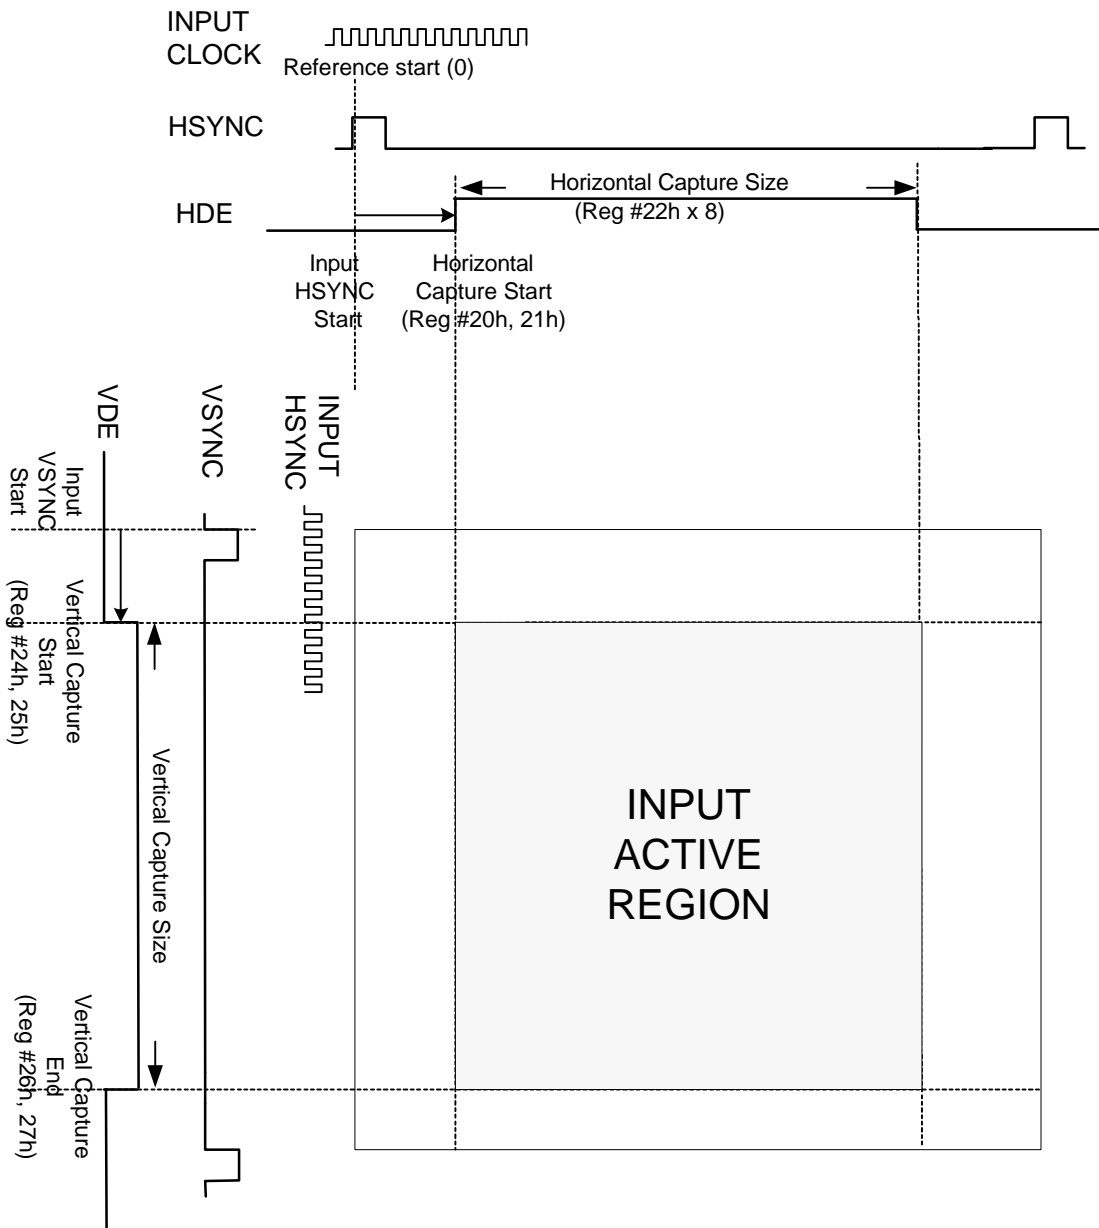 INPUT
CLOCK
Reference start (0)
HSYNC
Horizontal Capture Size
(Reg #22h x 8)
HDE
Input
HSYNC
Start
Horizontal
Capture Start
(Reg #20h, 21h)
VDE
VSYNC
INPUT
HSYNC
Input
VSYNC
Start
Vertical Capture
Start
(Reg #24h, 25h)
Vertical Capture Size
INPUT
ACTIVE
REGION
Vertical Capture
End
(Reg #26h, 27h)